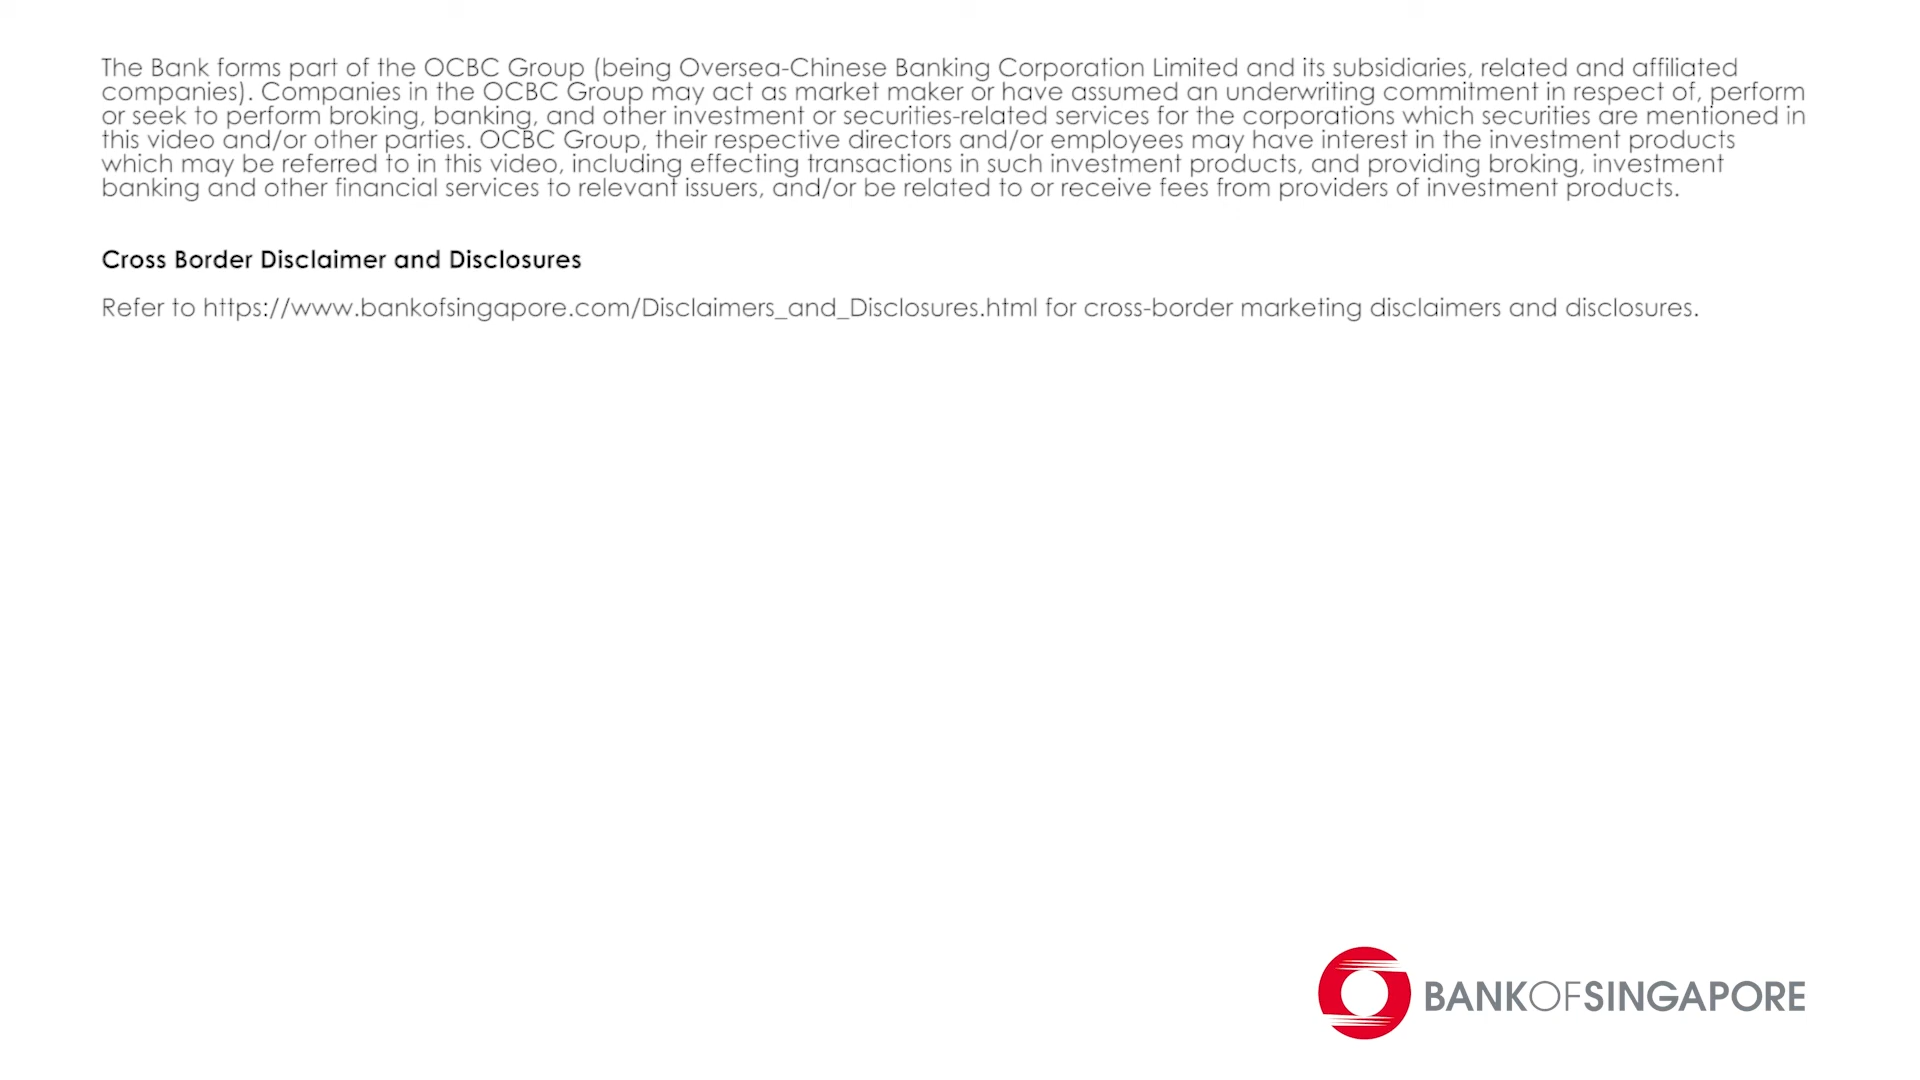 The Bank forms part of the OCBC Group (being Oversea-Chinese Banking Corporation Limited and its subsidiaries, related and affiliated
companies). Companies in the OCBC Group may act as market maker or have assumed an underwriting commitment in respect of, perform
or seek to perform broking, banking, and other investment or securities-related services for the corporations which securities are mentioned in
this video and/or other parties. OCBC Group, their respective directors and/or employees may have interest in the investment products
which may be referred to in this video, including effecting transactions in such investment products, and providing broking, investment
banking and other financial services to relevant issuers, and/or be related to or receive fees from providers of investment products.
Cross Border Disclaimer and Disclosures
Refer to https://www.bankofsingapore.com/Disclaimers_and_Disclosures.html for cross-border marketing disclaimers and disclosures.
BANKOFSINGAPORE